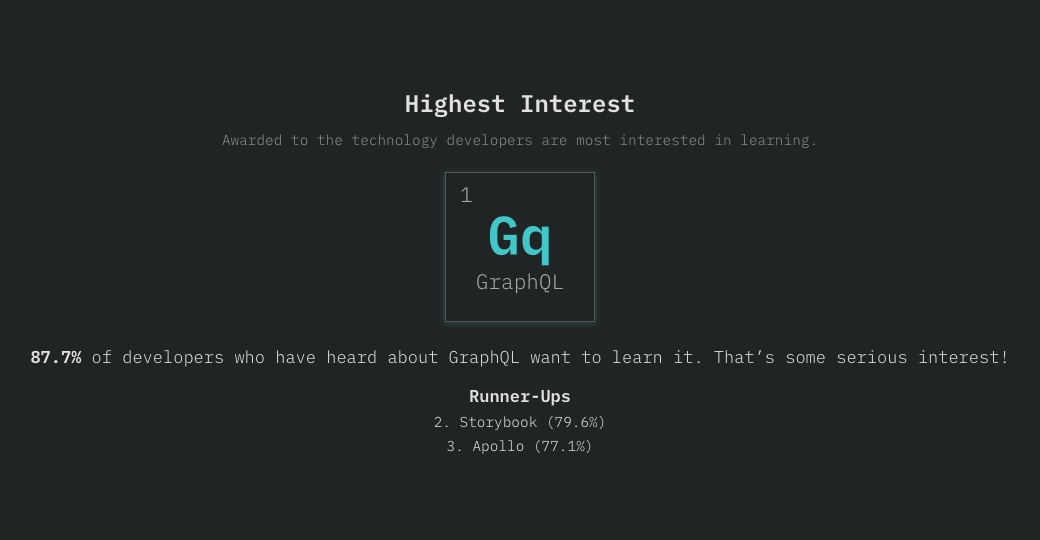 Highest Interest
Awarded to the technology developers are most interested in learning.
1
Gq
GraphQL
87.7% of developers who have heard about GraphQL want to learn it. That’s some serious interest!
Runner-Ups
2. Storybook (79.6%)
3. Apollo (77.1%)